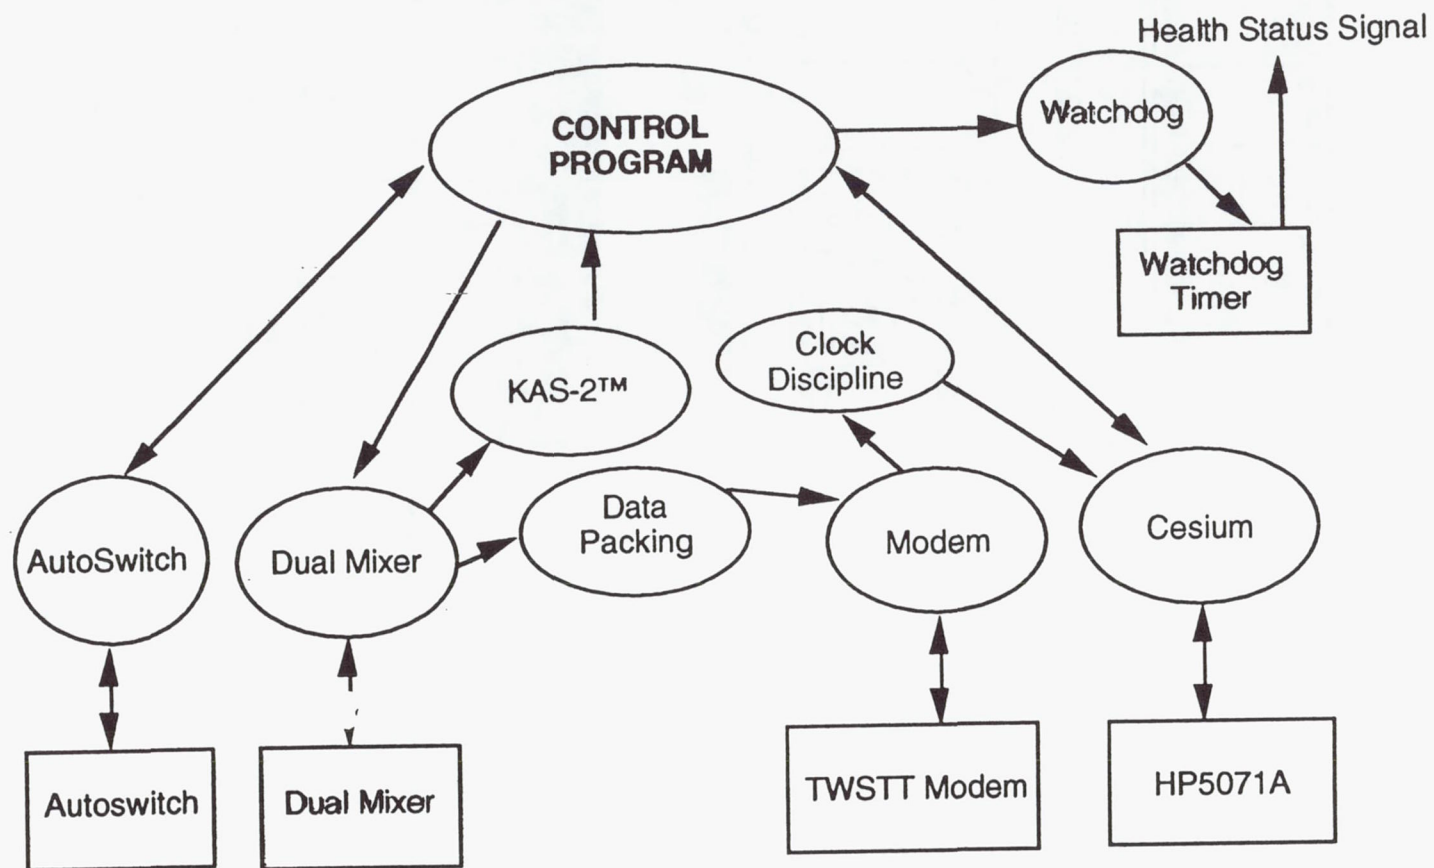 Health Status Signal
CONTROL
PROGRAM
Watchdog
Watchdog
Timer
Clock
Discipline
KAS-2™
Data
Packing
AutoSwitch
Dual Mixer
Modem
Cesium
Autoswitch
Dual Mixer
TWSTT Modem
HP5071A